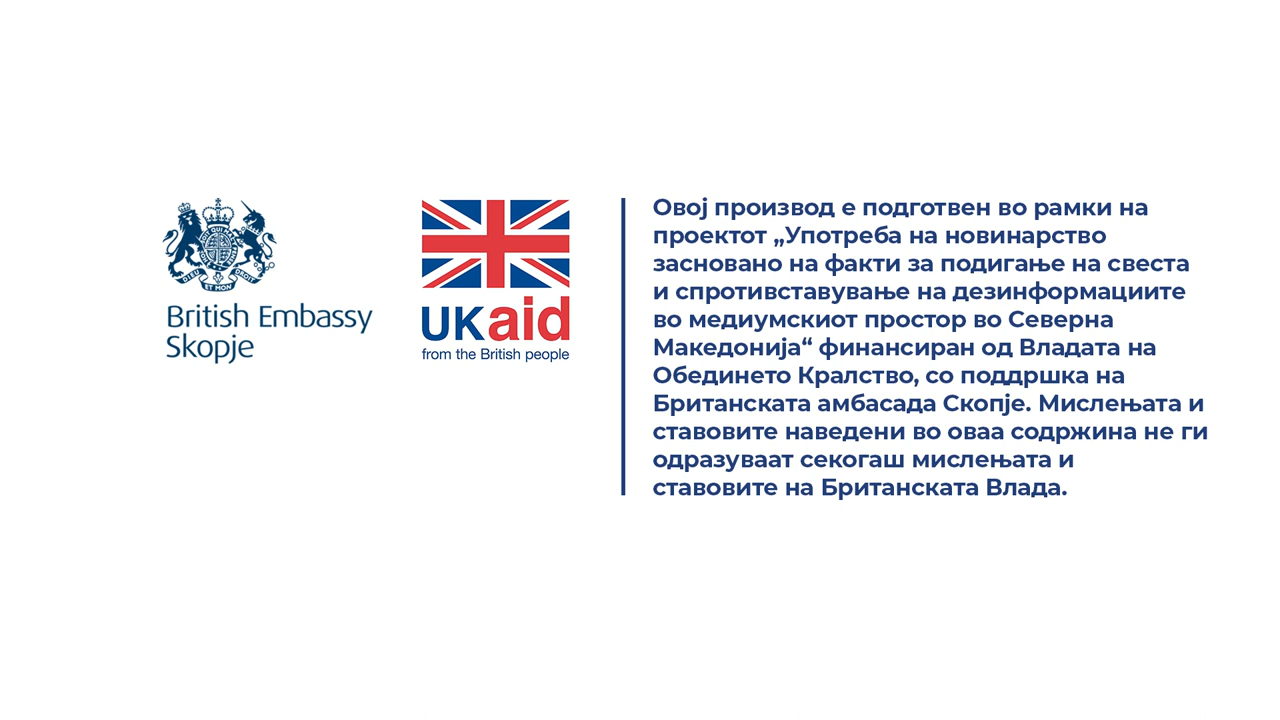 British Embassy
Skopje
UKaid
from the British people
Овој производ е подготвен во рамки на
проектот „Употреба на новинарство
засновано на факти за подигање на свеста
и спротивставување на дезинформациите
во медиумскиот простор во Северна
Македонија“ финансиран од Владата на
Обединето Кралство, со поддршка на
Британската амбасада Скопје. Мислењата и
ставовите наведени во оваа содржина не ги
одразуваат секогаш мислењата и
ставовите на Британската Влада.